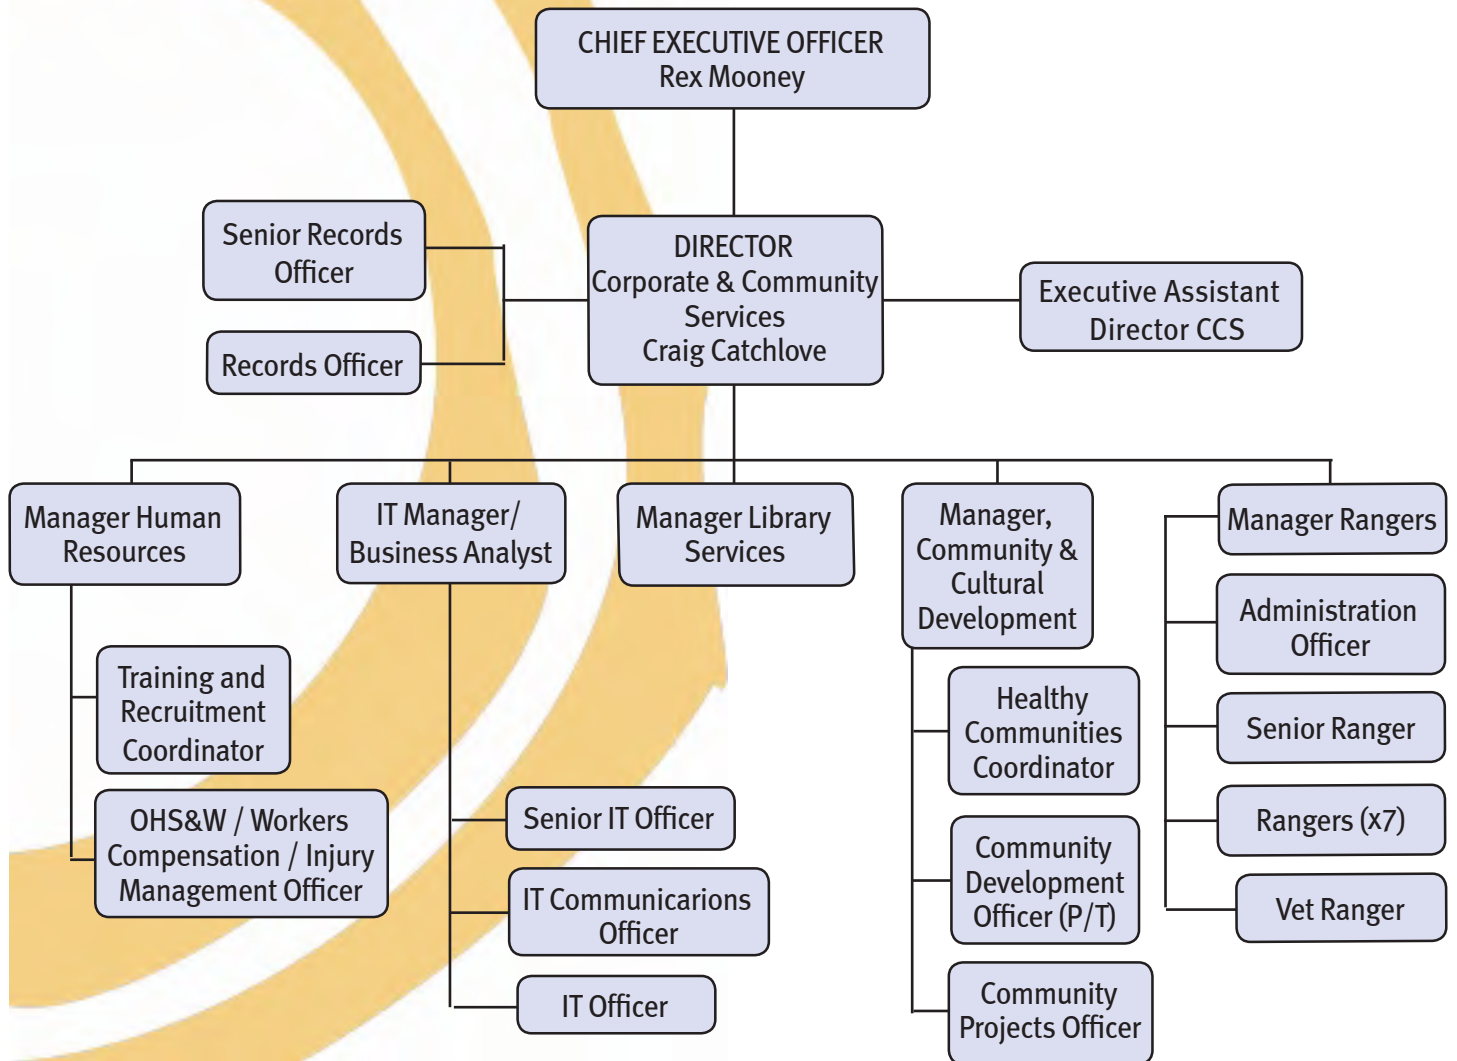 CHIEF EXECUTIVE OFFICER
Rex Mooney
Senior Records
Officer
Records Officer
DIRECTOR
Corporate & Community
Services
Craig Catchlove
Executive Assistant
Director CCS
Manager Human
Resources
Training and
Recruitment
Coordinator
OHS&W / Workers
Compensation / Injury
Management Officer
IT Manager/
Business Analyst
Senior IT Officer
IT Communicarions
Officer
IT Officer
Manager Library
Services
Manager,
Community &
Cultural
Development
Healthy
Communities
Coordinator
Community
Development
Officer (P/T)
Community
Projects Officer
Manager Rangers
Administration
Officer
Senior Ranger
Rangers (x7)
Vet Ranger